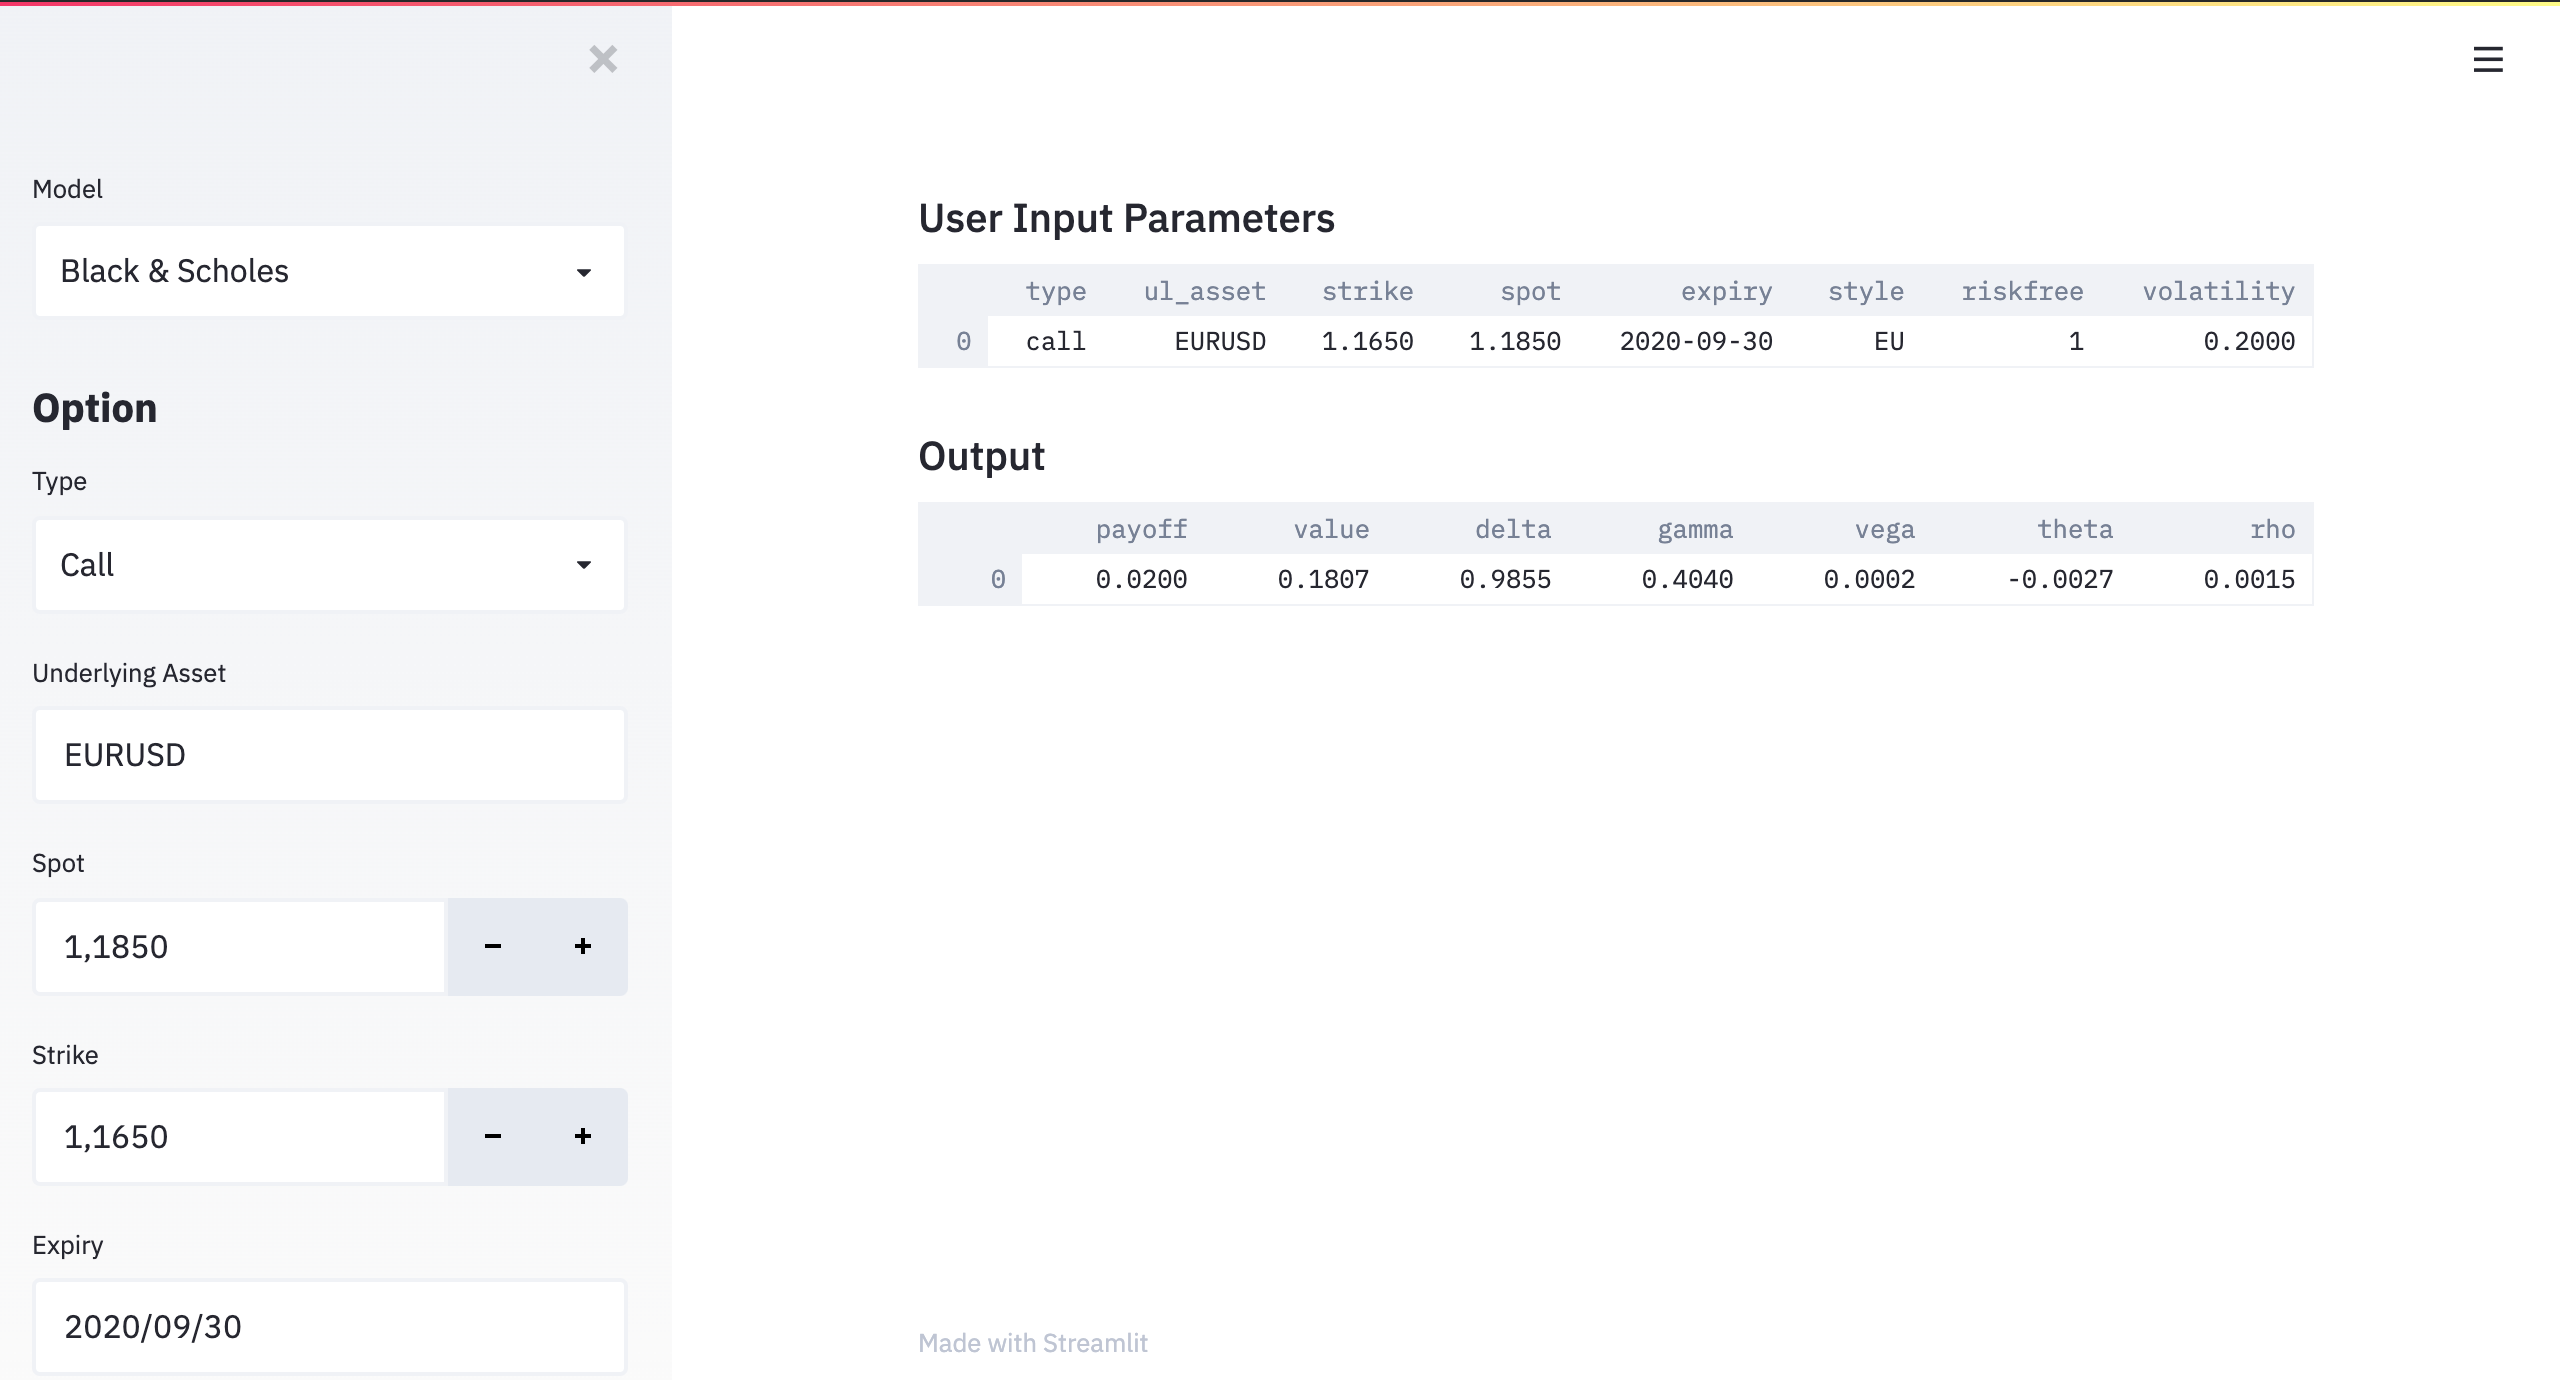 Model
Black & Scholes
Option
Type
Call
Underlying Asset
EURUSD
Spot
1,1850
Strike
1,1650
Expiry
2020/09/30
User Input Parameters
type ul_asset strike spot expiry style riskfree volatility
0 call EURUSD 1.1650 1.1850 2020-09-30 EU 1 0.2000
Output
payoff value delta gamma vega theta rho
0 0.0200 0.1807 0.9855 0.4040 0.0002 -0.0027 0.0015
Made with Streamlit